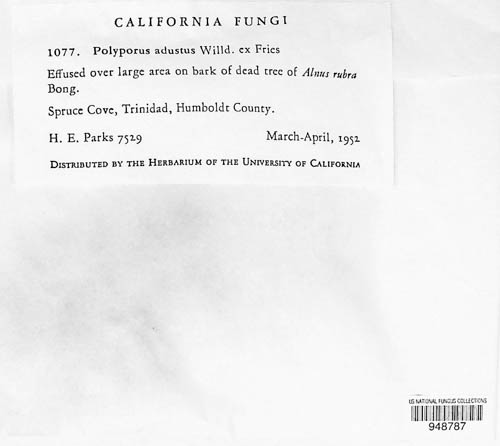 CALIFORNIA FUNGI
1077. Polyporus adustus Willd. ex Fries
Effused over large area on bark of dead tree of Alnus rubra
Bong.
Spruce Cove, Trinidad, Humboldt County.
H. E. Parks 7529 March-April, 1952
DISTRIBUTED BY THE HERBARIUM OF THE UNIVERSITY OF CALIFORNIA
US NATIONAL FUNGUS COLLECTIONS
948787